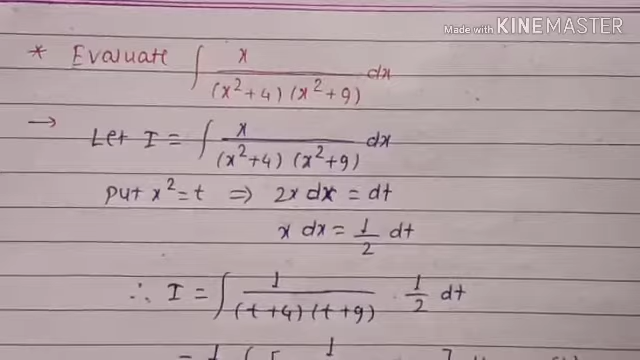 Made with KINEMASTER
* Evaluate ∫ x / (x²+4) (x²+9) dx
→ Let I = ∫ x / (x²+4) (x²+9) dx
put x² = t ⇒ 2x dx = dt
x dx = 1/2 dt
∴ I = ∫ 1 / (t+4) (t+9) . 1/2 dt